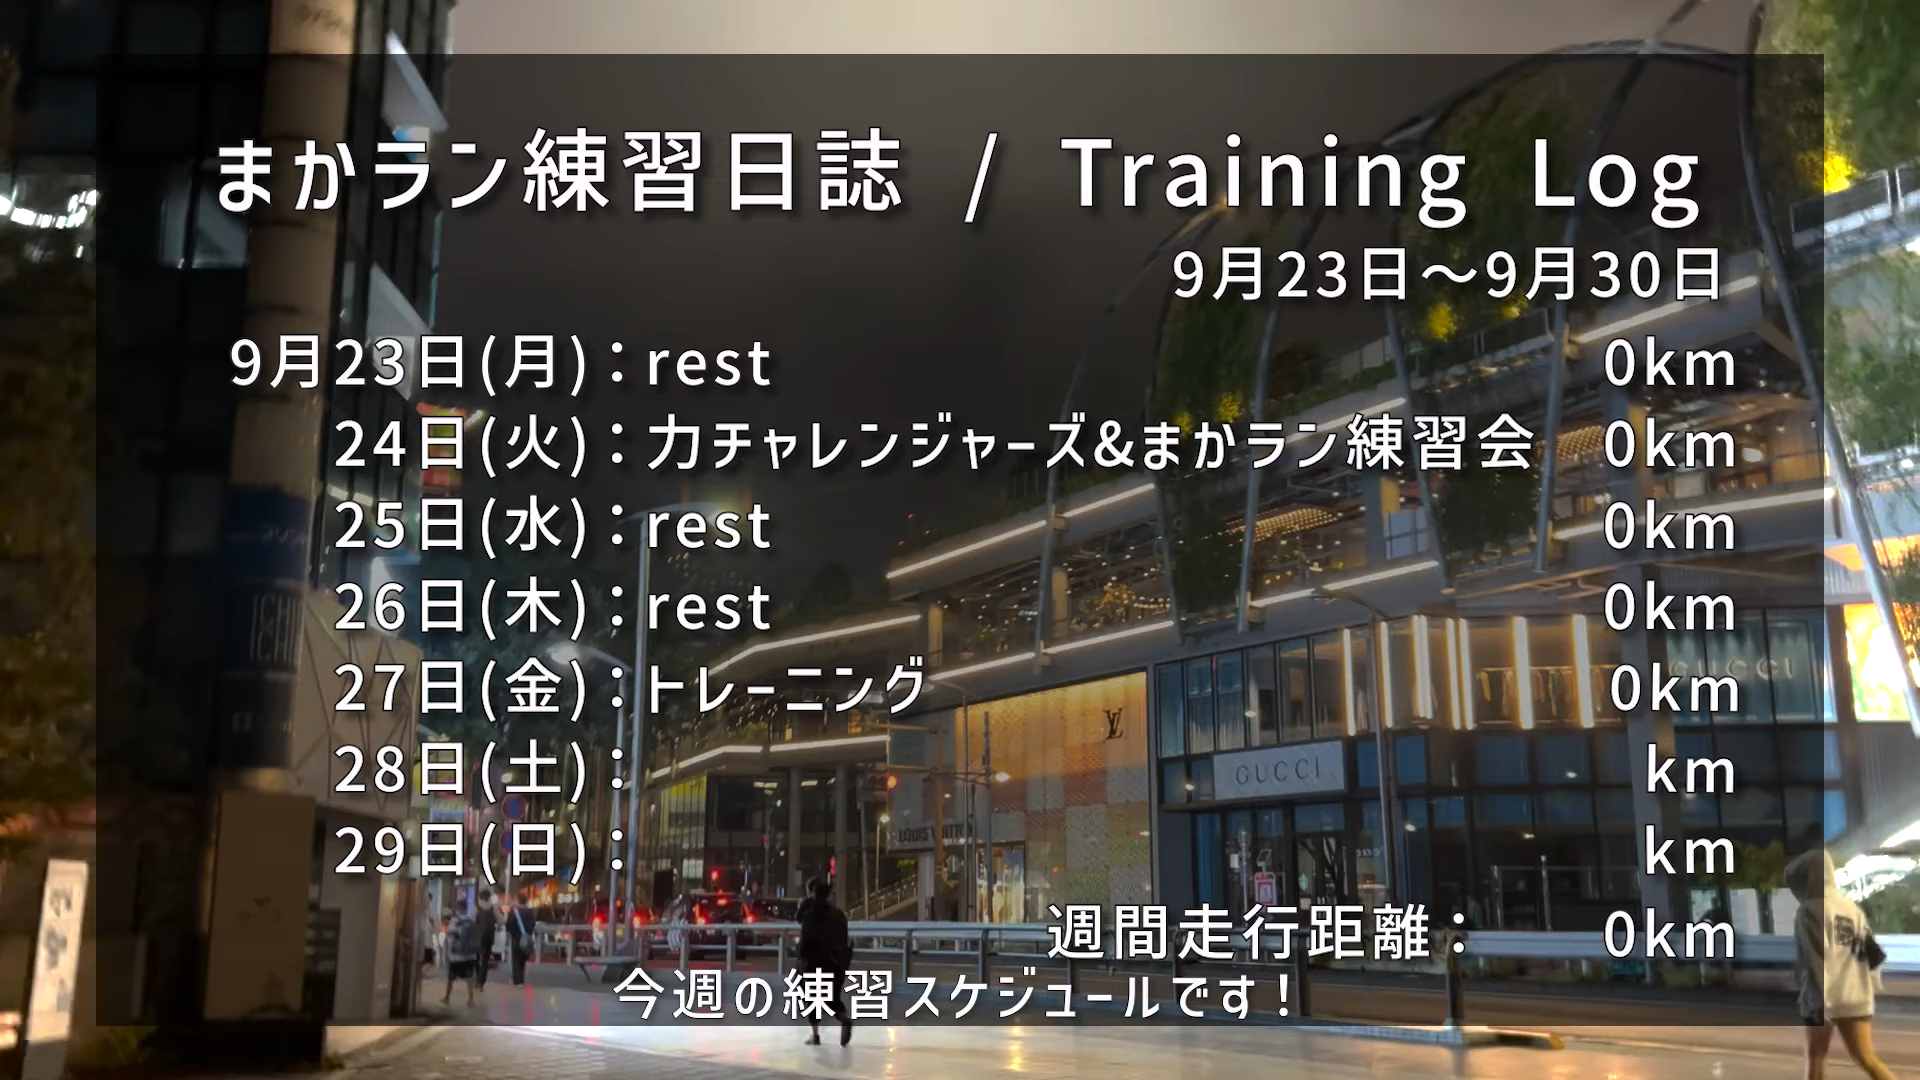 まかラン練習日誌 / Training Log
9月23日～9月30日
9月23日(月)：rest 0km
24日(火)：力チャレンジャーズ&まかラン練習会 0km
25日(水)：rest 0km
26日(木)：rest 0km
27日(金)：トレーニング 0km
28日(土)： km
29日(日)： km
週間走行距離： 0km
今週の練習スケジュールです！
GUCCI
GUCCI
LOUIS VUITTON